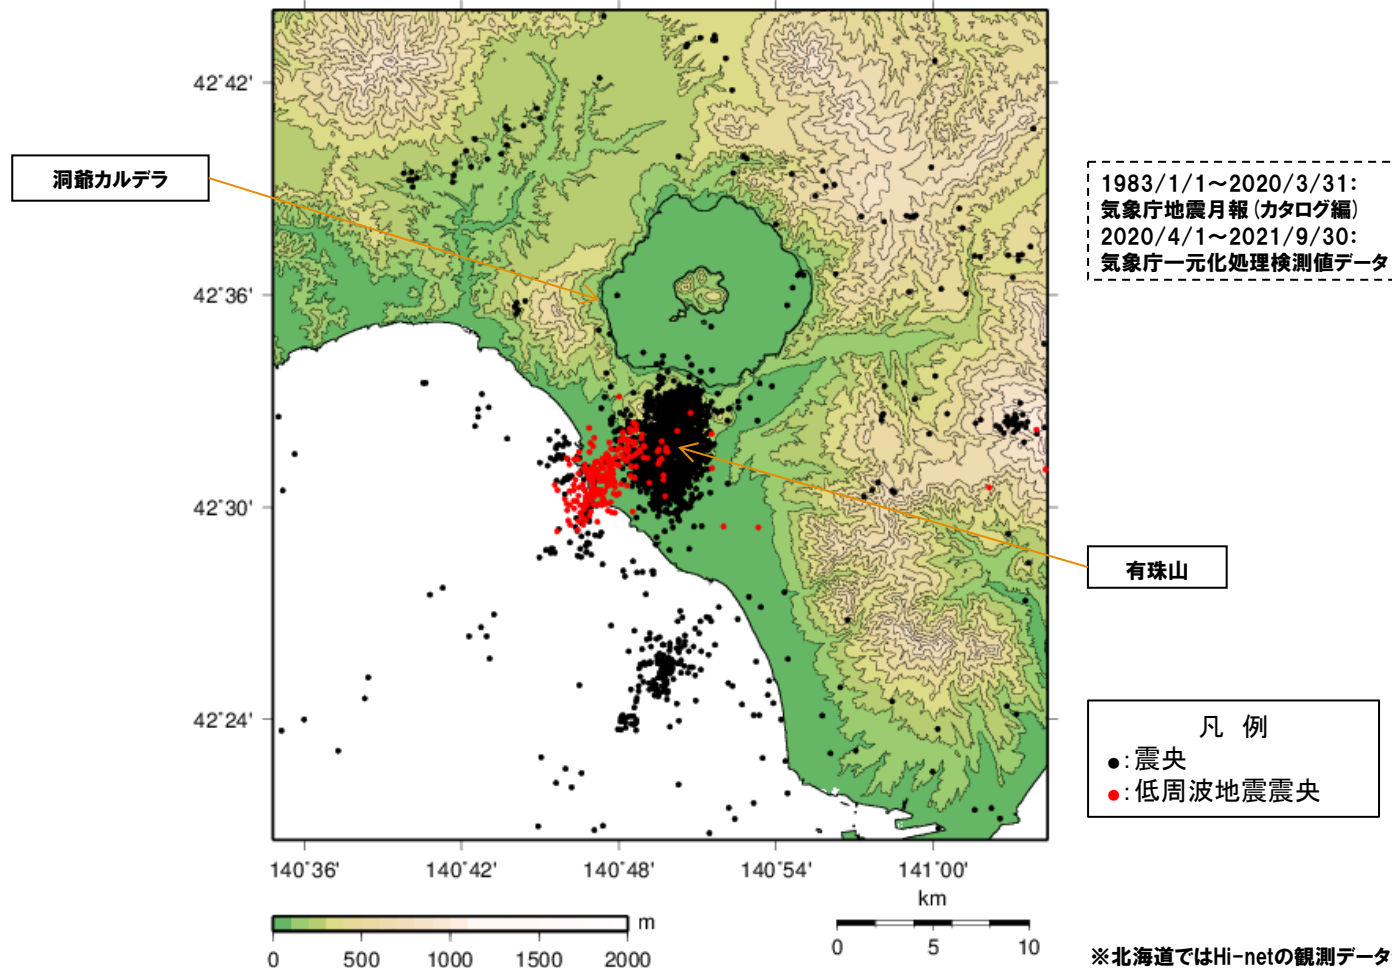 42°42'
42°36'
42°30'
42°24'
洞爺カルデラ
1983/1/1～2020/3/31：
気象庁地震月報（カタログ編）
2020/4/1～2021/9/30：
気象庁一元化処理検測値データ
有珠山
凡 例
●：震央
●：低周波地震震央
140°36' 140°42' 140°48' 140°54' 141°00'
m
0 500 1000 1500 2000
km
0 5 10
※北海道ではHi-netの観測データ